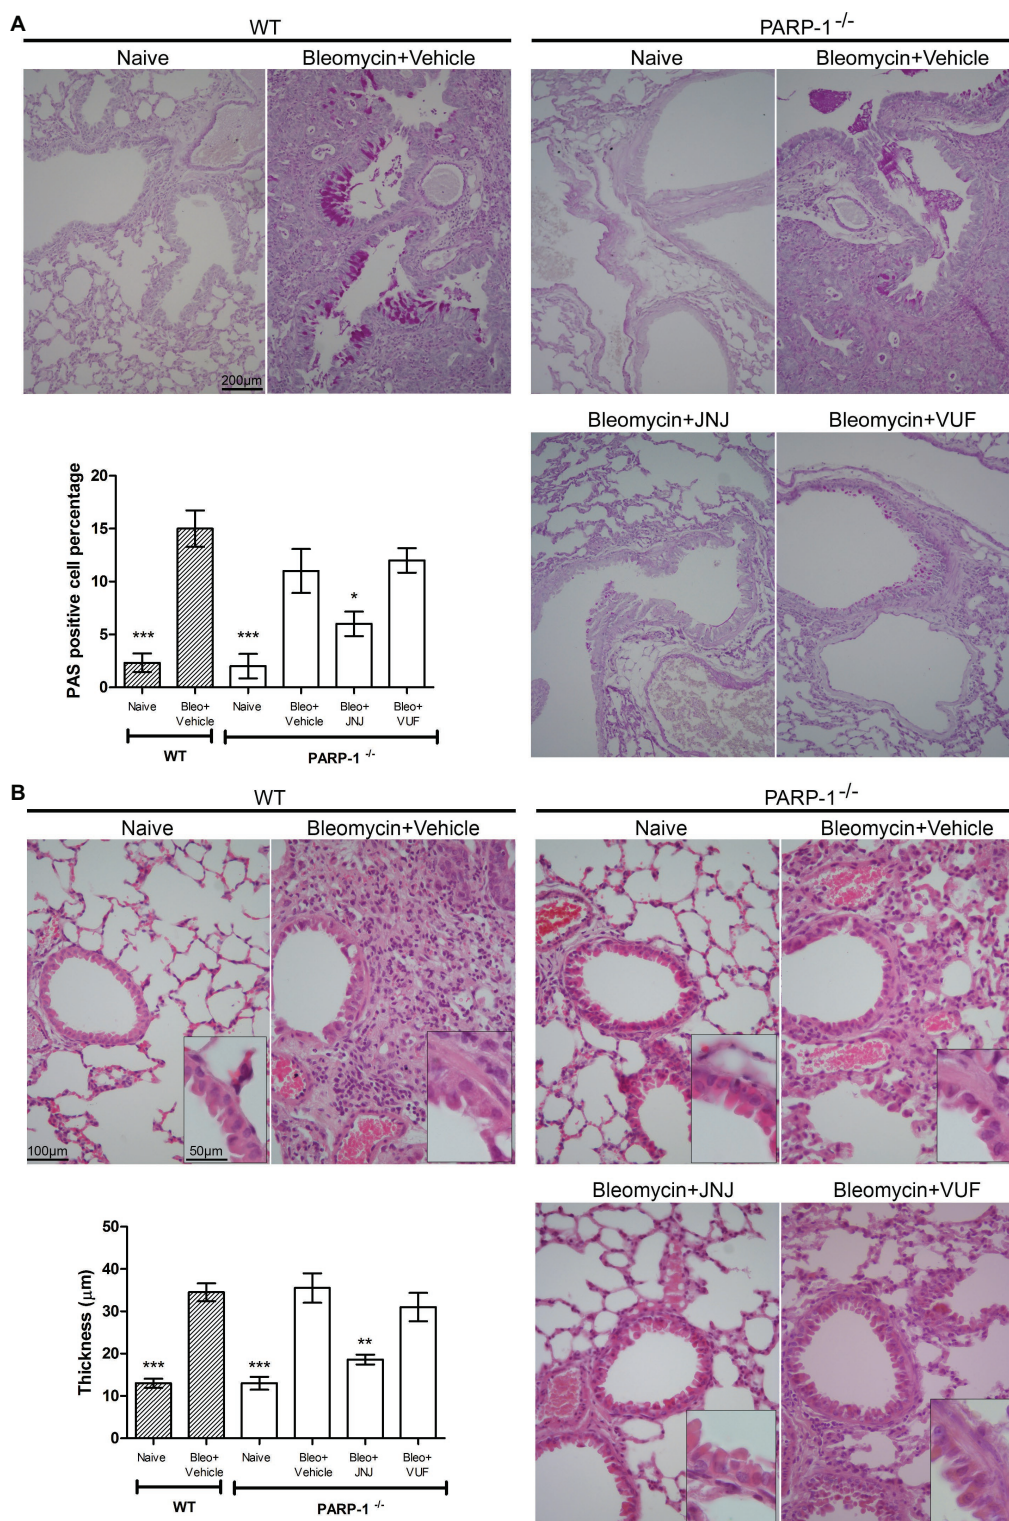 A
WT
PARP-1-/-
Naive
Bleomycin+Vehicle
Naive
Bleomycin+Vehicle
200µm
Bleomycin+JNJ
Bleomycin+VUF
PAS positive cell percentage
20
15
10
5
0
***
***
*
Naive
Bleo+
Vehicle
Naive
Bleo+
Vehicle
Bleo+
JNJ
Bleo+
VUF
WT
PARP-1 -/-
B
WT
PARP-1-/-
Naive
Bleomycin+Vehicle
Naive
Bleomycin+Vehicle
100µm
50µm
Bleomycin+JNJ
Bleomycin+VUF
Thickness (µm)
50
40
30
20
10
0
***
***
**
Naive
Bleo+
Vehicle
Naive
Bleo+
Vehicle
Bleo+
JNJ
Bleo+
VUF
WT
PARP-1 -/-